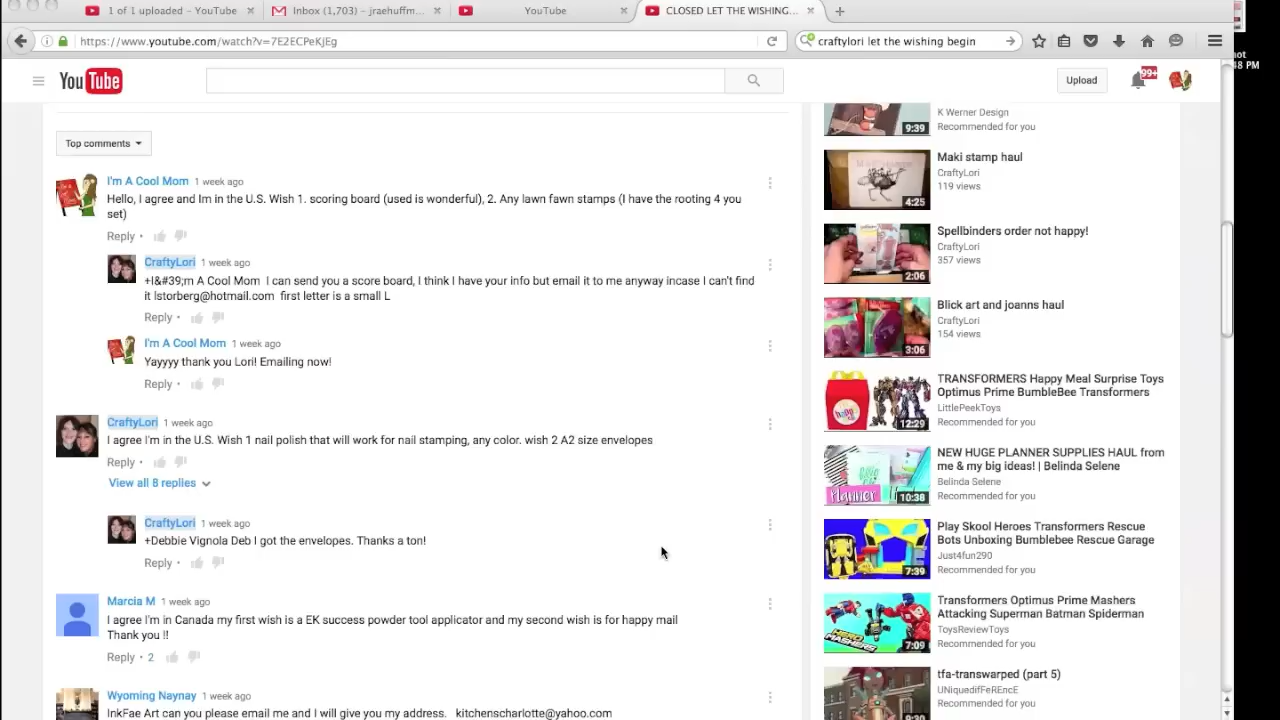 1 of 1 uploaded - YouTube
Inbox (1,703) - jraehuffm...
YouTube
CLOSED LET THE WISHING...
https://www.youtube.com/watch?v=7E2ECPeKjEg
craftylori let the wishing begin
48 PM
YouTube
Upload
99+
Top comments
I'm A Cool Mom 1 week ago
Hello, I agree and Im in the U.S. Wish 1. scoring board (used is wonderful), 2. Any lawn fawn stamps (I have the rooting 4 you
set)
Reply
CraftyLori 1 week ago
+I&#39;m A Cool Mom I can send you a score board, I think I have your info but email it to me anyway incase I can't find
it lstorberg@hotmail.com first letter is a small L
Reply
I'm A Cool Mom 1 week ago
Yayyyy thank you Lori! Emailing now!
Reply
CraftyLori 1 week ago
I agree I'm in the U.S. Wish 1 nail polish that will work for nail stamping, any color. wish 2 A2 size envelopes
Reply
View all 8 replies
CraftyLori 1 week ago
+Debbie Vignola Deb I got the envelopes. Thanks a ton!
Reply
Marcia M 1 week ago
I agree I'm in Canada my first wish is a EK success powder tool applicator and my second wish is for happy mail
Thank you !!
Reply 2
Wyoming Naynay 1 week ago
InkFae Art can you please email me and I will give you my address. kitchenscharlotte@yahoo.com
K Werner Design
9:39
Recommended for you
Maki stamp haul
CraftyLori
119 views
4:25
Spellbinders order not happy!
CraftyLori
357 views
2:06
Blick art and joanns haul
CraftyLori
154 views
3:06
TRANSFORMERS Happy Meal Surprise Toys
Optimus Prime BumbleBee Transformers
LittlePeekToys
12:29
Recommended for you
NEW HUGE PLANNER SUPPLIES HAUL from
me & my big ideas! | Belinda Selene
Belinda Selene
PLANNER
10:38
Recommended for you
Play Skool Heroes Transformers Rescue
Bots Unboxing Bumblebee Rescue Garage
Just4fun290
7:39
Recommended for you
Transformers Optimus Prime Mashers
Attacking Superman Batman Spiderman
ToysReviewToys
HERO MASHERS
7:09
Recommended for you
tfa-transwarped (part 5)
UNiquedifFeREncE
Recommended for you